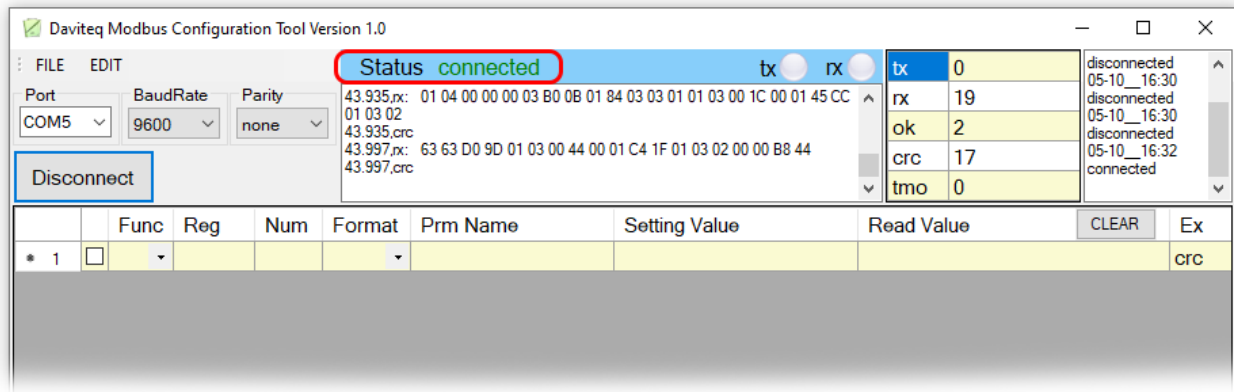 Daviteq Modbus Configuration Tool Version 1.0
FILE EDIT
Status connected
tx rx
Port BaudRate Parity
COM5 9600 none
Disconnect
43.935,rx: 01 04 00 00 00 03 B0 0B 01 84 03 03 01 01 03 00 1C 00 01 45 CC
01 03 02
43.935,crc
43.997,rx: 63 63 D0 9D 01 03 00 44 00 01 C4 1F 01 03 02 00 00 B8 44
43.997,crc
tx 0
rx 19
ok 2
crc 17
tmo 0
disconnected
05-10__16:30
disconnected
05-10__16:30
disconnected
05-10__16:32
connected
Func Reg Num Format Prm Name Setting Value Read Value CLEAR Ex
* 1 crc